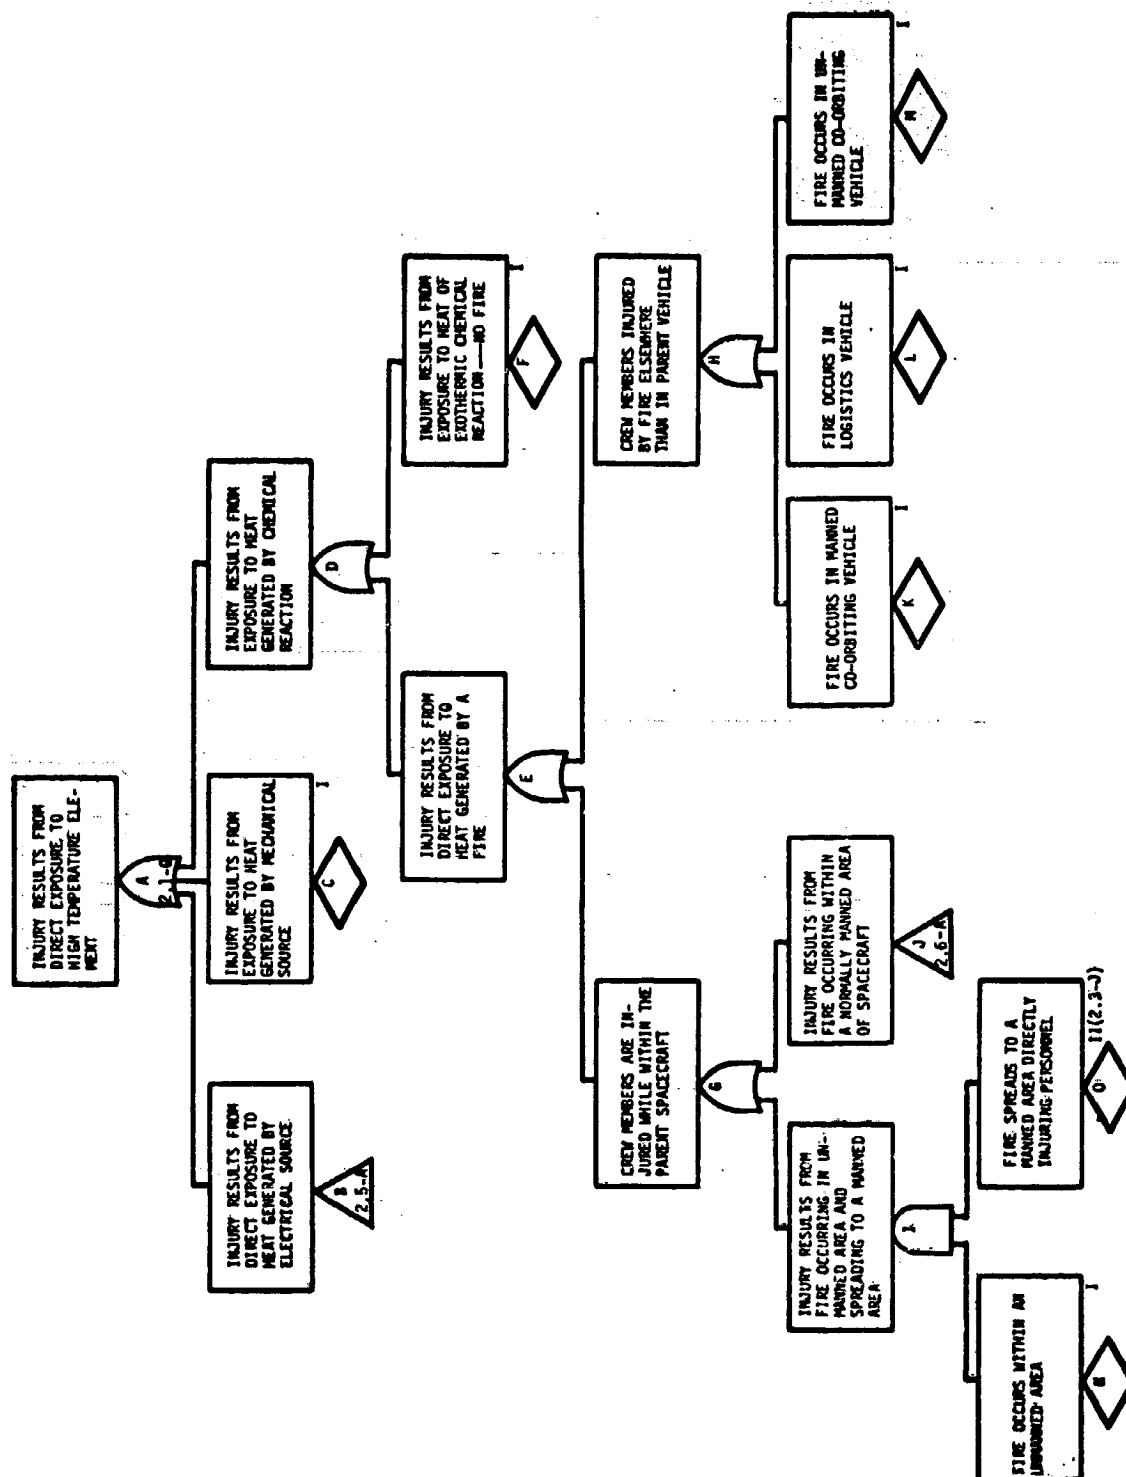 INJURY RESULTS FROM
DIRECT EXPOSURE TO
HIGH TEMPERATURE ELE-
MENT
A
2.1-G
INJURY RESULTS FROM
DIRECT EXPOSURE TO
HEAT GENERATED BY
ELECTRICAL SOURCE
B
2.5-A
INJURY RESULTS FROM
EXPOSURE TO HEAT
GENERATED BY MECHANICAL
SOURCE
I
C
INJURY RESULTS FROM
EXPOSURE TO HEAT
GENERATED BY CHEMICAL
REACTION
D
INJURY RESULTS FROM
DIRECT EXPOSURE TO
HEAT GENERATED BY A
FIRE
E
INJURY RESULTS FROM
EXPOSURE TO HEAT OF
EXOTHERMIC CHEMICAL
REACTION——NO FIRE
I
F
CREW MEMBERS ARE IN-
JURED WHILE WITHIN THE
PARENT SPACECRAFT
G
CREW MEMBERS INJURED
BY FIRE ELSEWHERE
THAN IN PARENT VEHICLE
H
INJURY RESULTS FROM
FIRE OCCURRING IN UN-
MANNED AREA AND
SPREADING TO A MANNED
AREA
INJURY RESULTS FROM
FIRE OCCURRING WITHIN
A NORMALLY MANNED AREA
OF SPACECRAFT
J
2.6-A
FIRE OCCURS IN MANNED
CO-ORBITING VEHICLE
I
K
FIRE OCCURS IN
LOGISTICS VEHICLE
I
L
FIRE OCCURS IN UN-
MANNED CO-ORBITING
VEHICLE
I
FIRE OCCURS WITHIN AN
UNMANNED AREA
I
FIRE SPREADS TO A
MANNED AREA DIRECTLY
INJURING PERSONNEL
II(2.3-J)
O